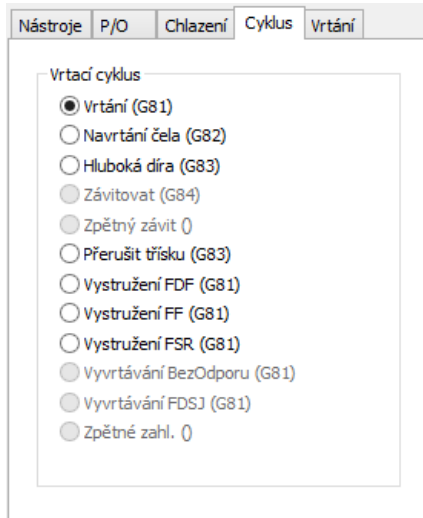 Nástroje P/O Chlazení Cyklus Vrtání
Vrtací cyklus
Vrtání (G81)
Navrtání čela (G82)
Hluboká díra (G83)
Závitovat (G84)
Zpětný závit ()
Přerušit třísku (G83)
Vystružení FDF (G81)
Vystružení FF (G81)
Vystružení FSR (G81)
Vyvrtávání BezOdporu (G81)
Vyvrtávání FDSJ (G81)
Zpětné zahl. ()